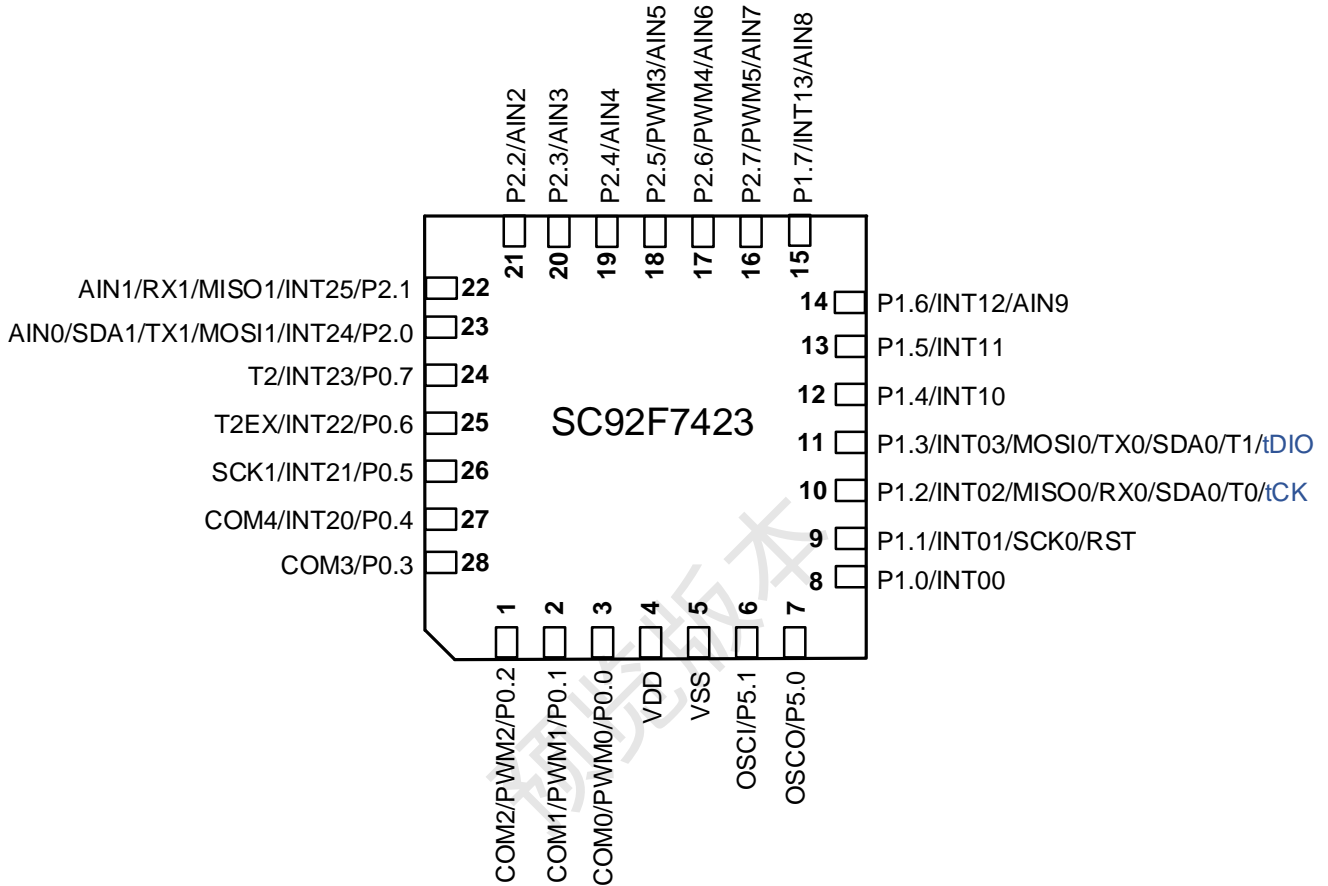 P2.2/AIN2
P2.3/AIN3
P2.4/AIN4
P2.5/PWM3/AIN5
P2.6/PWM4/AIN6
P2.7/PWM5/AIN7
P1.7/INT13/AIN8
21
20
19
18
17
16
15
AIN1/RX1/MISO1/INT25/P2.1 22
AIN0/SDA1/TX1/MOSI1/INT24/P2.0 23
T2/INT23/P0.7 24
T2EX/INT22/P0.6 25
SCK1/INT21/P0.5 26
COM4/INT20/P0.4 27
COM3/P0.3 28
SC92F7423
14 P1.6/INT12/AIN9
13 P1.5/INT11
12 P1.4/INT10
11 P1.3/INT03/MOSI0/TX0/SDA0/T1/tDIO
10 P1.2/INT02/MISO0/RX0/SDA0/T0/tCK
9 P1.1/INT01/SCK0/RST
8 P1.0/INT00
1
2
3
4
5
6
7
COM2/PWM2/P0.2
COM1/PWM1/P0.1
COM0/PWM0/P0.0
VDD
VSS
OSCI/P5.1
OSCO/P5.0
预览版本